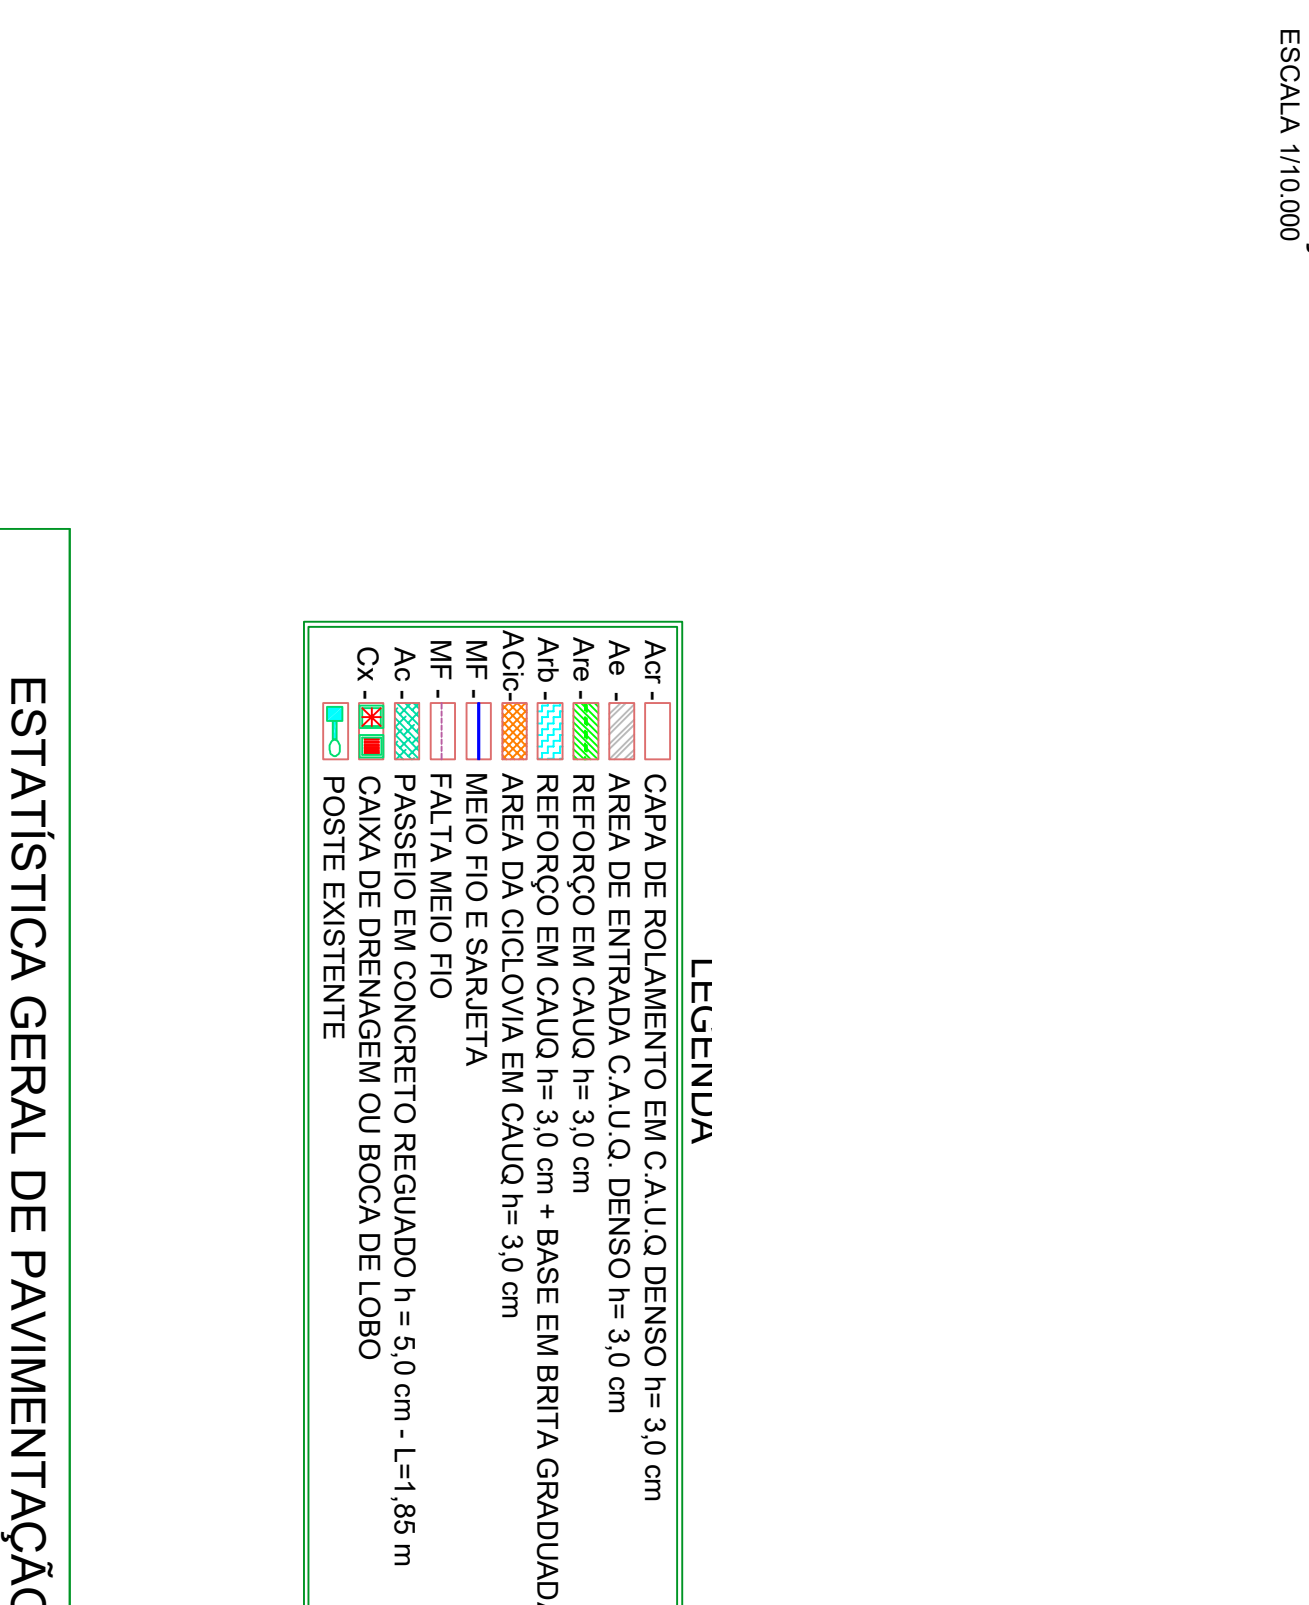 ESCALA 1/10.000
LEGENDA
Acr - CAPA DE ROLAMENTO EM C.A.U.Q DENSO h= 3,0 cm
Ae - AREA DE ENTRADA C.A.U.Q. DENSO h= 3,0 cm
Are - REFORÇO EM CAUQ h= 3,0 cm
Arb - REFORÇO EM CAUQ h= 3,0 cm + BASE EM BRITA GRADUADA
ACic- AREA DA CICLOVIA EM CAUQ h= 3,0 cm
MF - MEIO FIO E SARJETA
MF - FALTA MEIO FIO
Ac - PASSEIO EM CONCRETO REGUADO h = 5,0 cm - L=1,85 m
Cx - CAIXA DE DRENAGEM OU BOCA DE LOBO
POSTE EXISTENTE
ESTATÍSTICA GERAL DE PAVIMENTAÇÃO